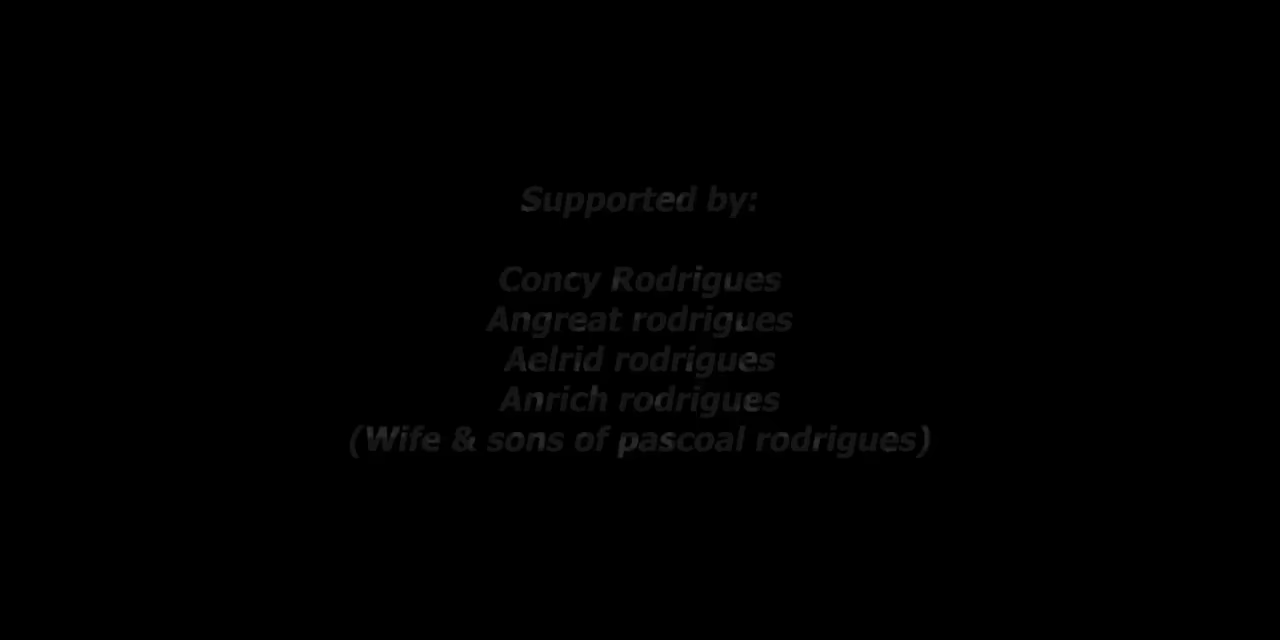 Supported by:
Concy Rodrigues
Angreat rodrigues
Aelrid rodrigues
Anrich rodrigues
(Wife & sons of pascoal rodrigues)